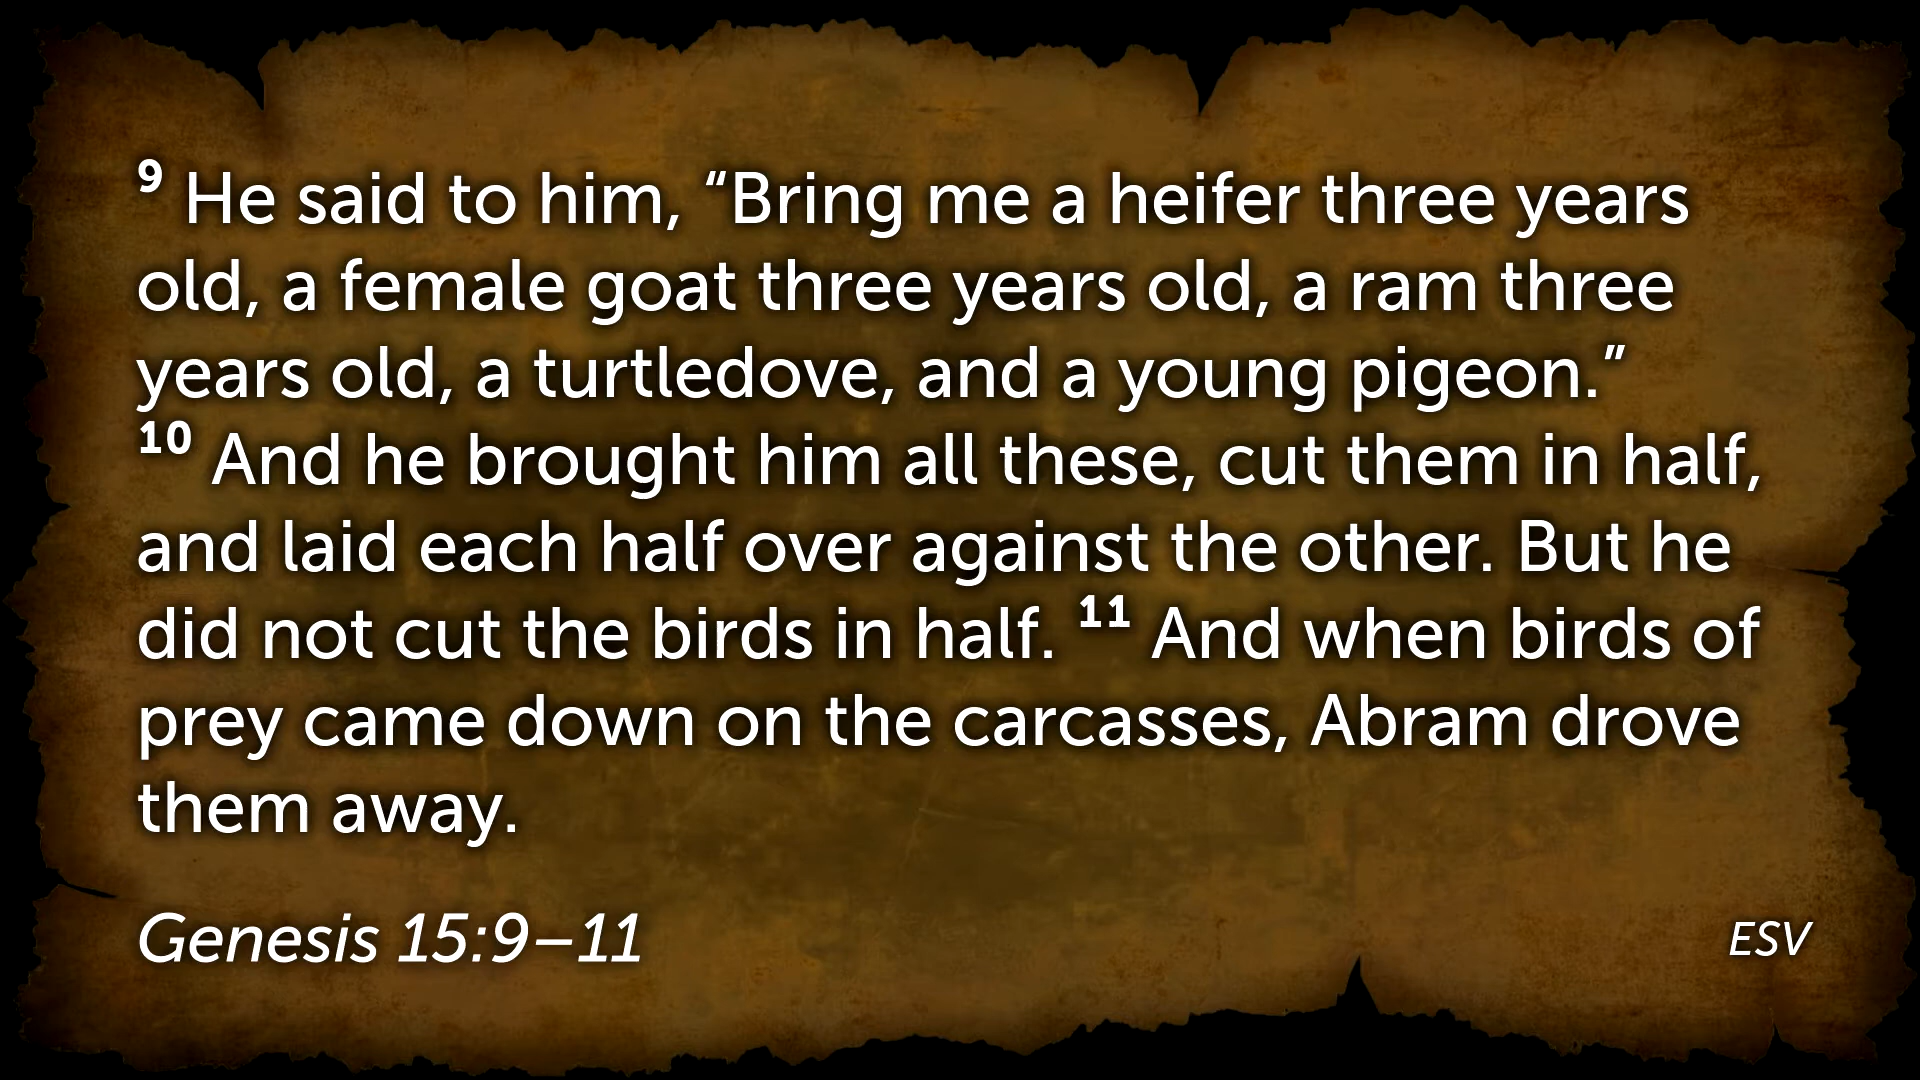 9 He said to him, “Bring me a heifer three years
old, a female goat three years old, a ram three
years old, a turtledove, and a young pigeon.”
10 And he brought him all these, cut them in half,
and laid each half over against the other. But he
did not cut the birds in half. 11 And when birds of
prey came down on the carcasses, Abram drove
them away.
Genesis 15:9–11
ESV